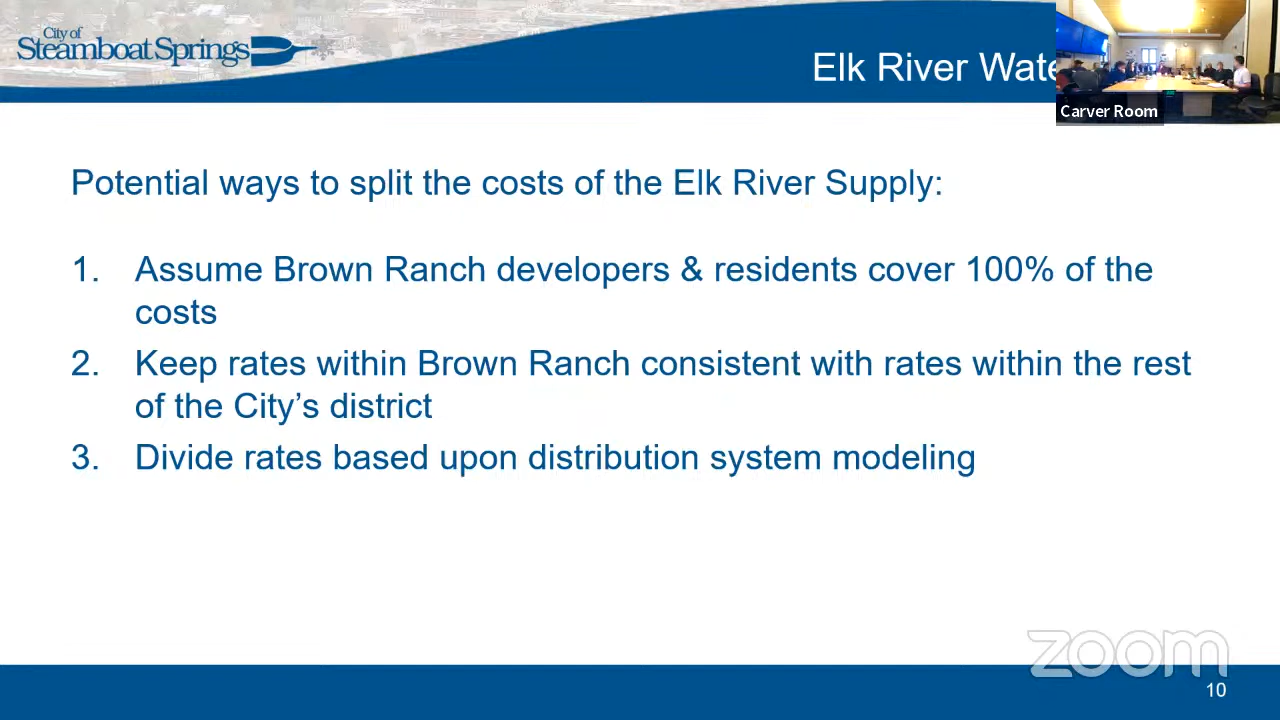 City of
Steamboat Springs
Elk River Wate
Carver Room
Potential ways to split the costs of the Elk River Supply:
1. Assume Brown Ranch developers & residents cover 100% of the
costs
2. Keep rates within Brown Ranch consistent with rates within the rest
of the City’s district
3. Divide rates based upon distribution system modeling
zoom
10